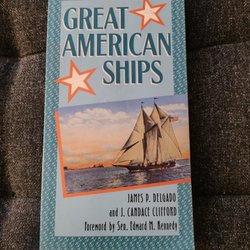 GREAT
AMERICAN
SHIPS
JAMES P. DELGADO
AND J. CANDACE CLIFFORD
Foreword by Sen. Edward M. Kennedy